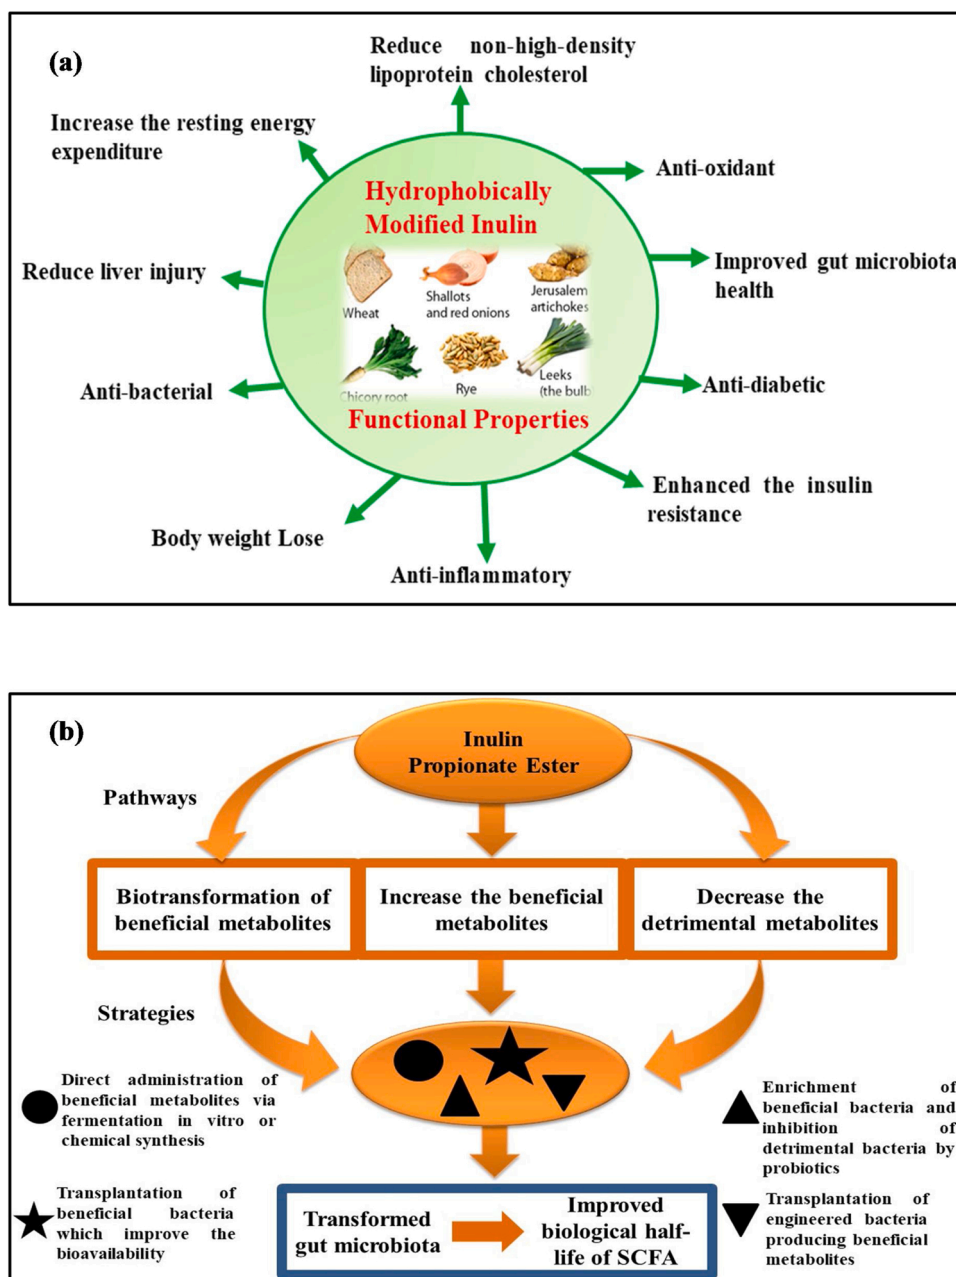 (a)
Reduce non-high-density
lipoprotein cholesterol
Increase the resting energy
expenditure
Anti-oxidant
Hydrophobically
Modified Inulin
Reduce liver injury
Improved gut microbiota
health
Wheat
Shallots
and red onions
Jerusalem
artichokes
Anti-bacterial
Anti-diabetic
Chicory root
Rye
Leeks
(the bulb
Functional Properties
Enhanced the insulin
resistance
Body weight Lose
Anti-inflammatory
(b)
Inulin
Propionate Ester
Pathways
Biotransformation of
beneficial metabolites
Increase the beneficial
metabolites
Decrease the
detrimental metabolites
Strategies
Direct administration of
beneficial metabolites via
fermentation in vitro or
chemical synthesis
Enrichment of
beneficial bacteria and
inhibition of
detrimental bacteria by
probiotics
Transplantation of
beneficial bacteria
which improve the
bioavailability
Transformed
gut microbiota
Improved
biological half-
life of SCFA
Transplantation of
engineered bacteria
producing beneficial
metabolites